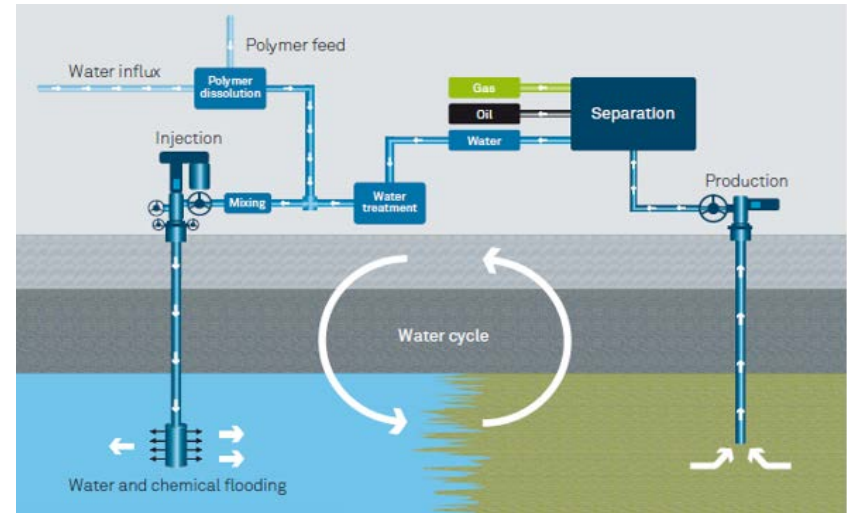 Polymer feed
Water influx
Polymer
dissolution
Gas
Oil
Separation
Injection
Water
Production
Mixing
Water
treatment
Water cycle
Water and chemical flooding